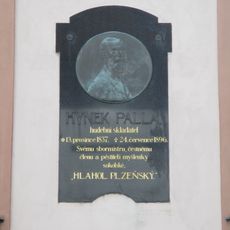 HYNEK PALLA,
hudební skladatel
*13. prosince 1837. ✝24. července 1896.
Svému sbormistru, čestnému
členu a pěstiteli myšlenky
sokolské.
„HLAHOL PLZEŇSKÝ.“